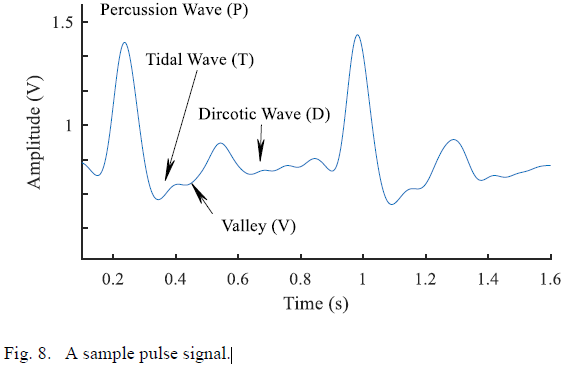 Percussion Wave (P)
1.5
Tidal Wave (T)
Dircotic Wave (D)
1
Amplitude (V)
Valley (V)
0.2 0.4 0.6 0.8 1 1.2 1.4 1.6
Time (s)
Fig. 8. A sample pulse signal.